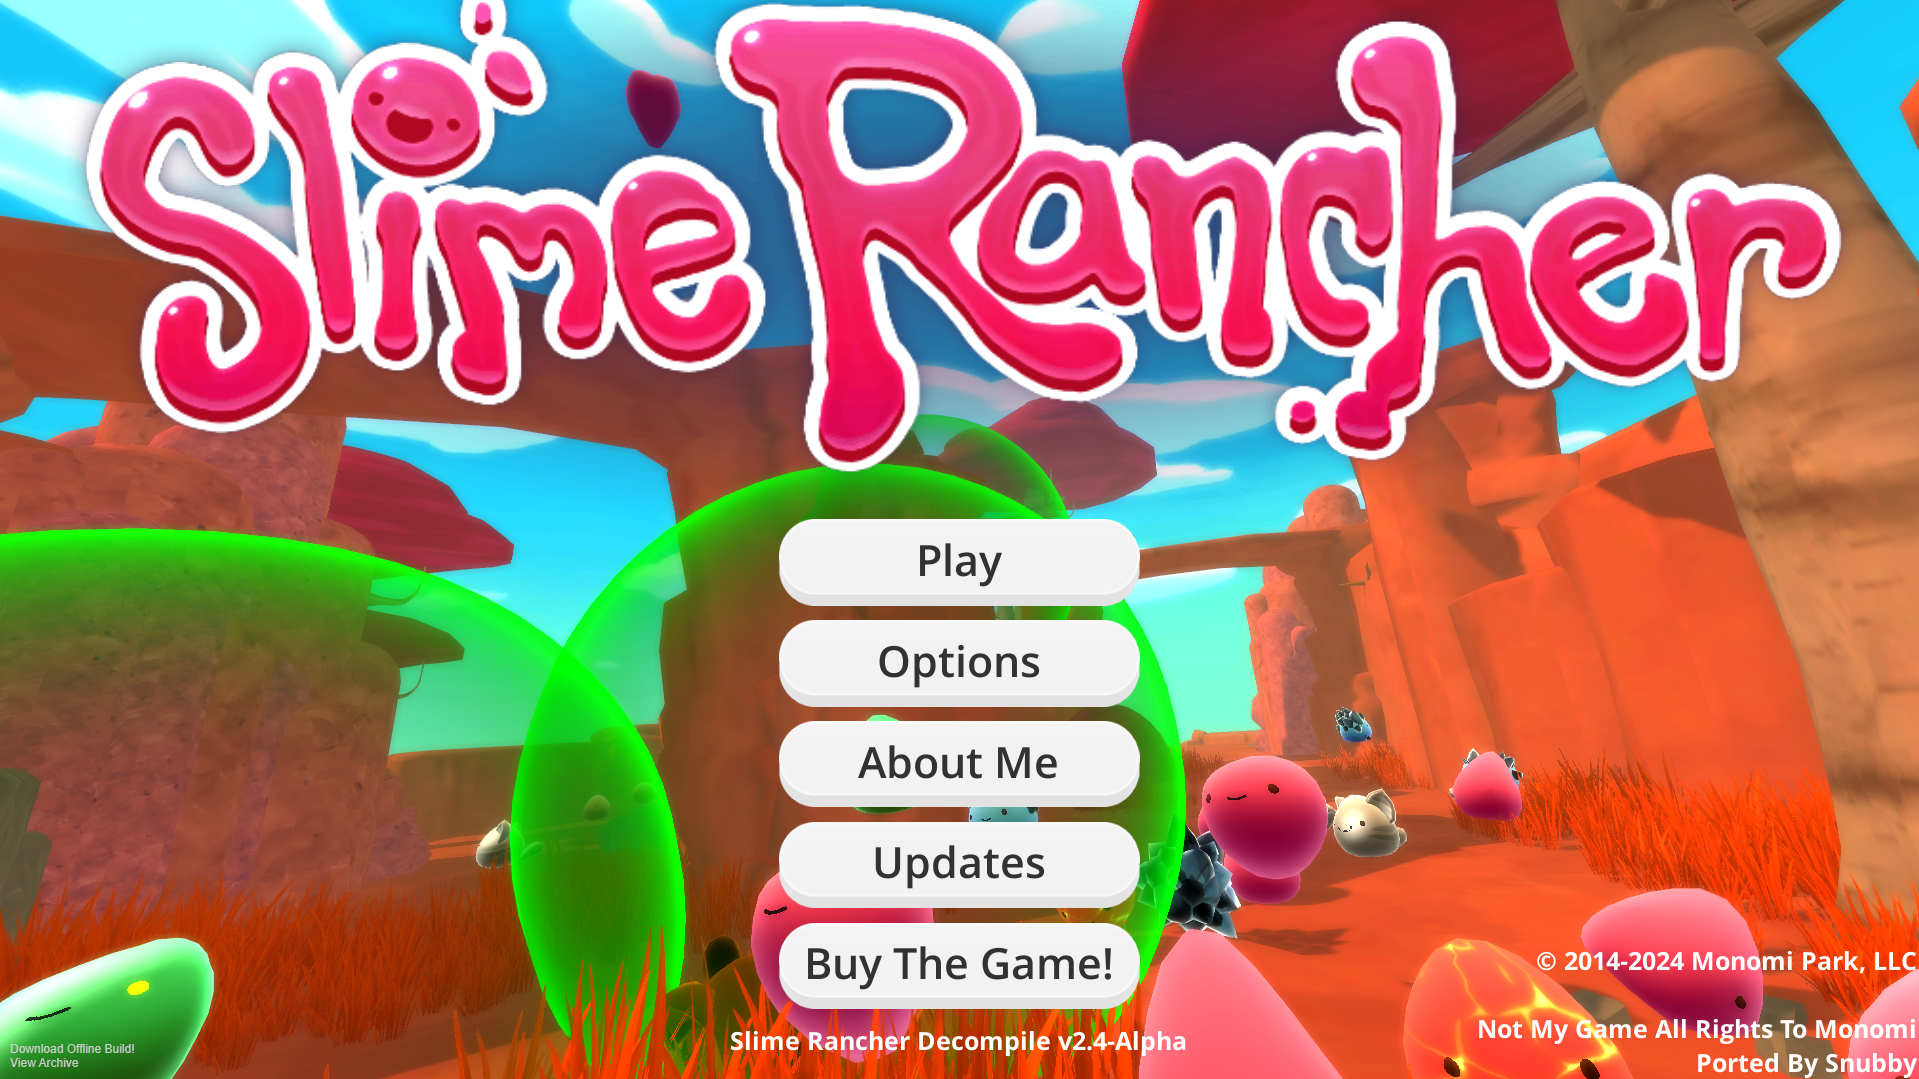 Slime Rancher
Play
Options
About Me
Updates
Buy The Game!
© 2014-2024 Monomi Park, LLC
Not My Game All Rights To Monomi
Ported By Snubby
Slime Rancher Decompile v2.4-Alpha
Download Offline Build!
View Archive